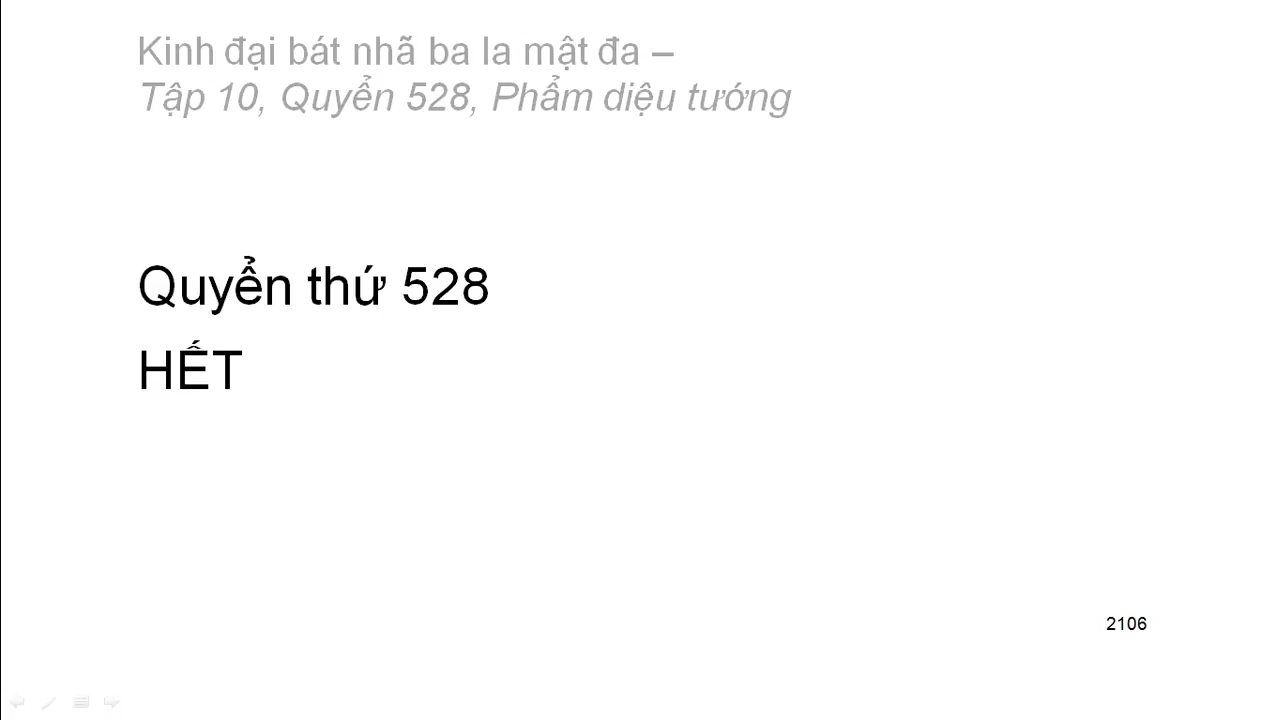 Kinh đại bát nhã ba la mật đa –
Tập 10, Quyển 528, Phẩm diệu tướng
Quyển thứ 528
HẾT
2106